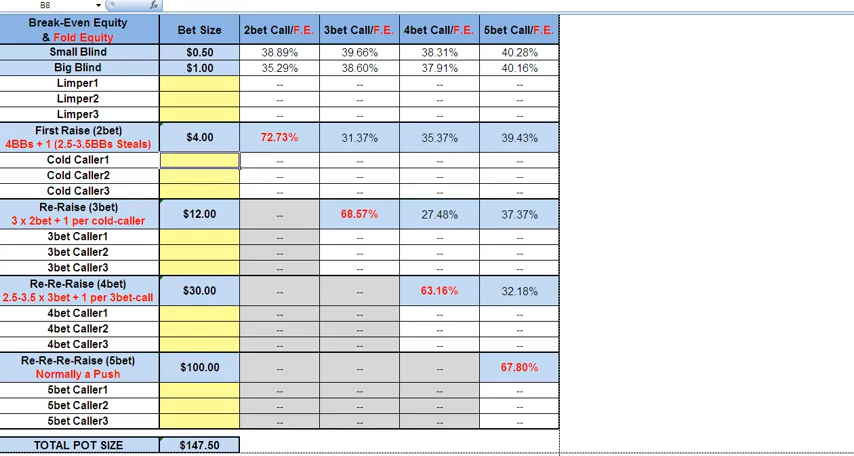 B8 fx
Break-Even Equity & Fold Equity Bet Size 2bet Call/F.E. 3bet Call/F.E. 4bet Call/F.E. 5bet Call/F.E.
Small Blind $0.50 38.89% 39.66% 38.31% 40.28%
Big Blind $1.00 35.29% 38.60% 37.91% 40.16%
Limper1 -- -- -- --
Limper2 -- -- -- --
Limper3 -- -- -- --
First Raise (2bet)
4BBs + 1 (2.5-3.5BBs Steals) $4.00 72.73% 31.37% 35.37% 39.43%
Cold Caller1 -- -- -- --
Cold Caller2 -- -- -- --
Cold Caller3 -- -- -- --
Re-Raise (3bet)
3 x 2bet + 1 per cold-caller $12.00 -- 68.57% 27.48% 37.37%
3bet Caller1 -- -- -- --
3bet Caller2 -- -- -- --
3bet Caller3 -- -- -- --
Re-Re-Raise (4bet)
2.5-3.5 x 3bet + 1 per 3bet-call $30.00 -- -- 63.16% 32.18%
4bet Caller1 -- -- -- --
4bet Caller2 -- -- -- --
4bet Caller3 -- -- -- --
Re-Re-Re-Raise (5bet)
Normally a Push $100.00 -- -- -- 67.80%
5bet Caller1 -- -- -- --
5bet Caller2 -- -- -- --
5bet Caller3 -- -- -- --
TOTAL POT SIZE $147.50